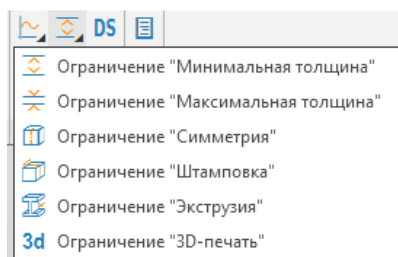 DS
Ограничение "Минимальная толщина"
Ограничение "Максимальная толщина"
Ограничение "Симметрия"
Ограничение "Штамповка"
Ограничение "Экструзия"
3d Ограничение "3D-печать"